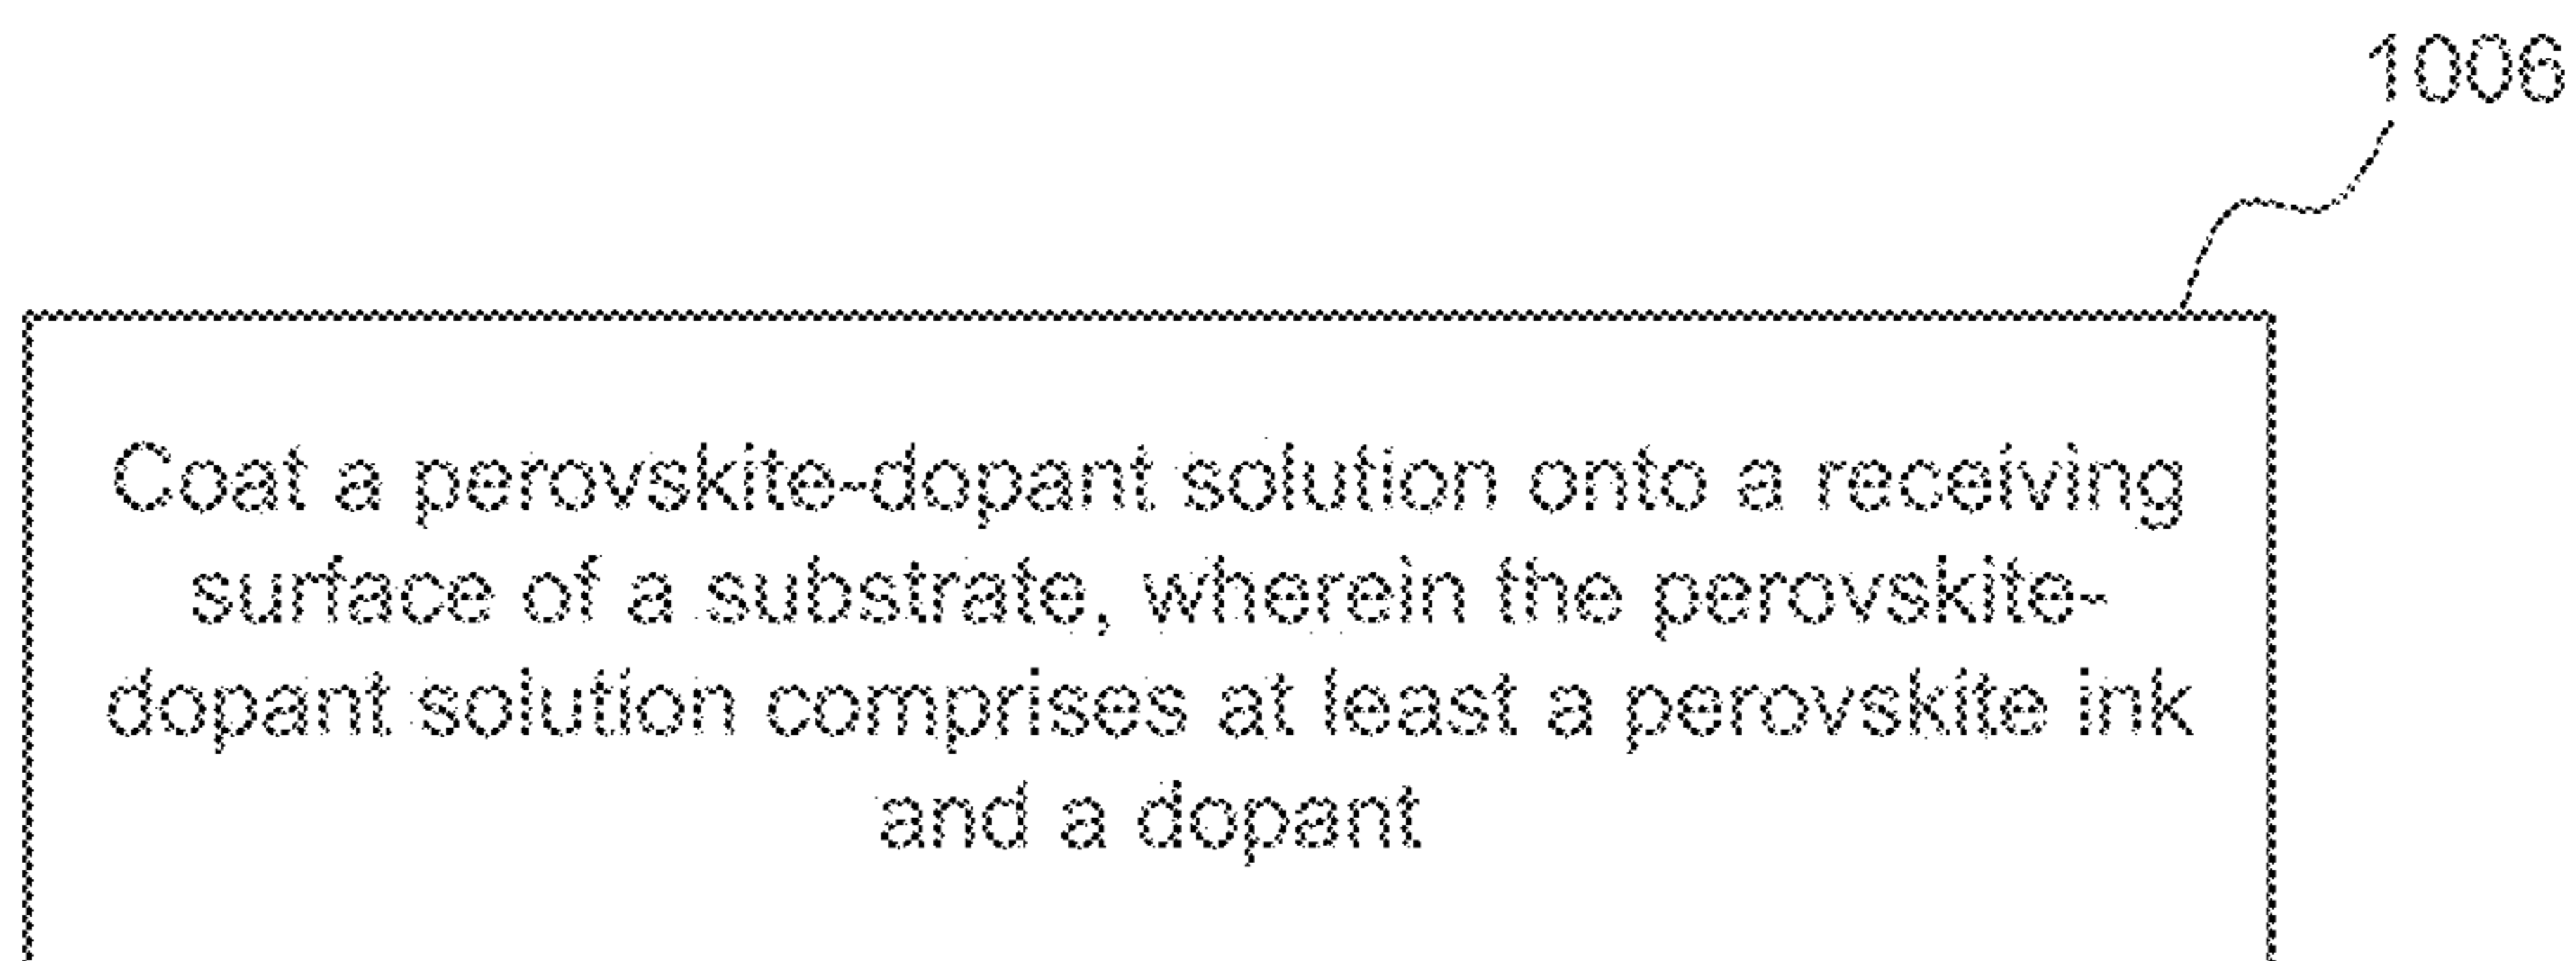 1006
Coat a perovskite-dopant solution onto a receiving
surface of a substrate, wherein the perovskite-
dopant solution comprises at least a perovskite ink
and a dopant